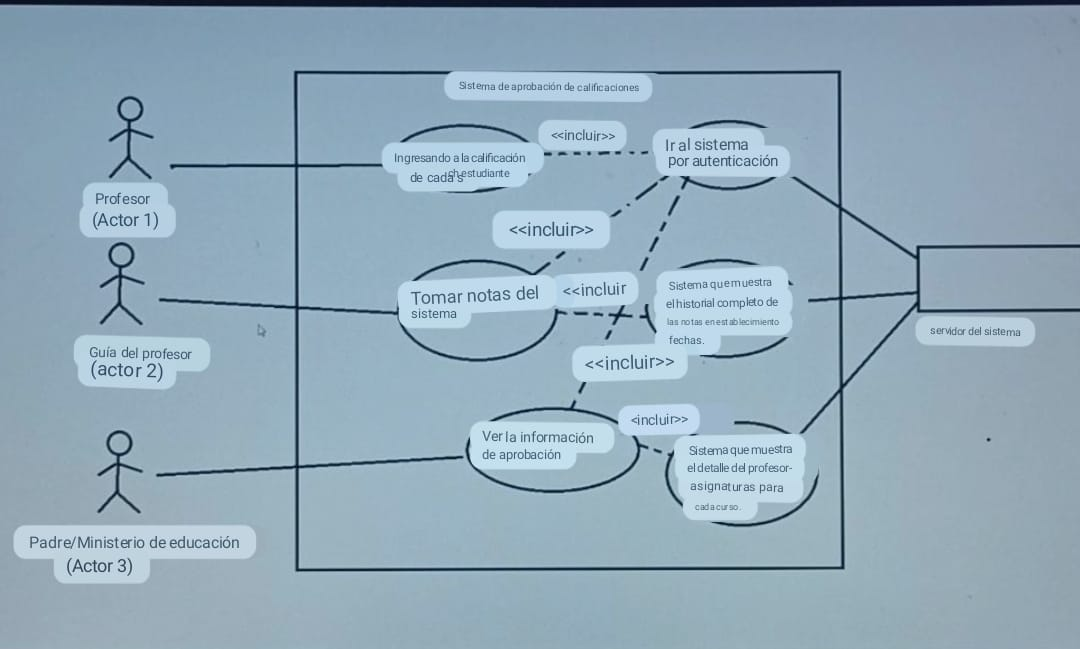 Sistema de aprobación de calificaciones
<<incluir>>
Ingresando a la calificación
de cada s estudiante
Ir al sistema
por autenticación
Profesor
(Actor 1)
<<incluir>>
Tomar notas del
sistema
<<incluir
Sistema que muestra
el historial completo de
las notas en establecimiento
fechas.
servidor del sistema
Guía del profesor
(actor 2)
<<incluir>>
<incluir>>
Ver la información
de aprobación
Sistema que muestra
el detalle del profesor-
asignaturas para
cada curso.
Padre/Ministerio de educación
(Actor 3)